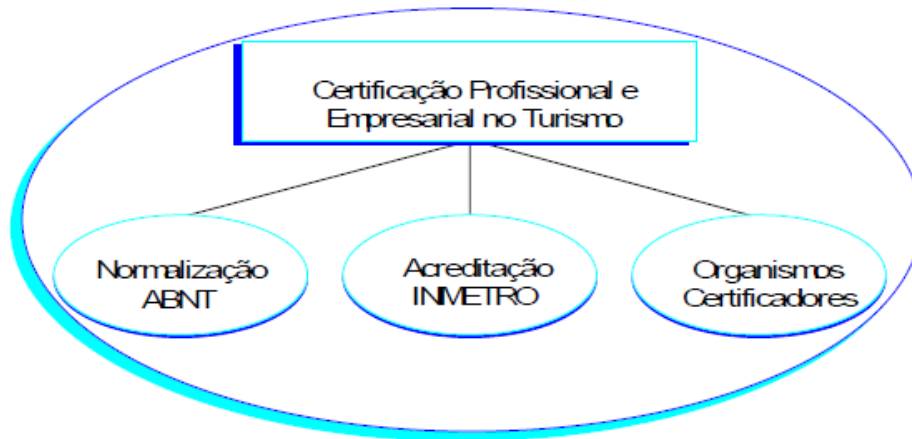 Certificação Profissional e
Empresarial no Turismo
Normalização
ABNT
Acreditação
INMETRO
Organismos
Certificadores